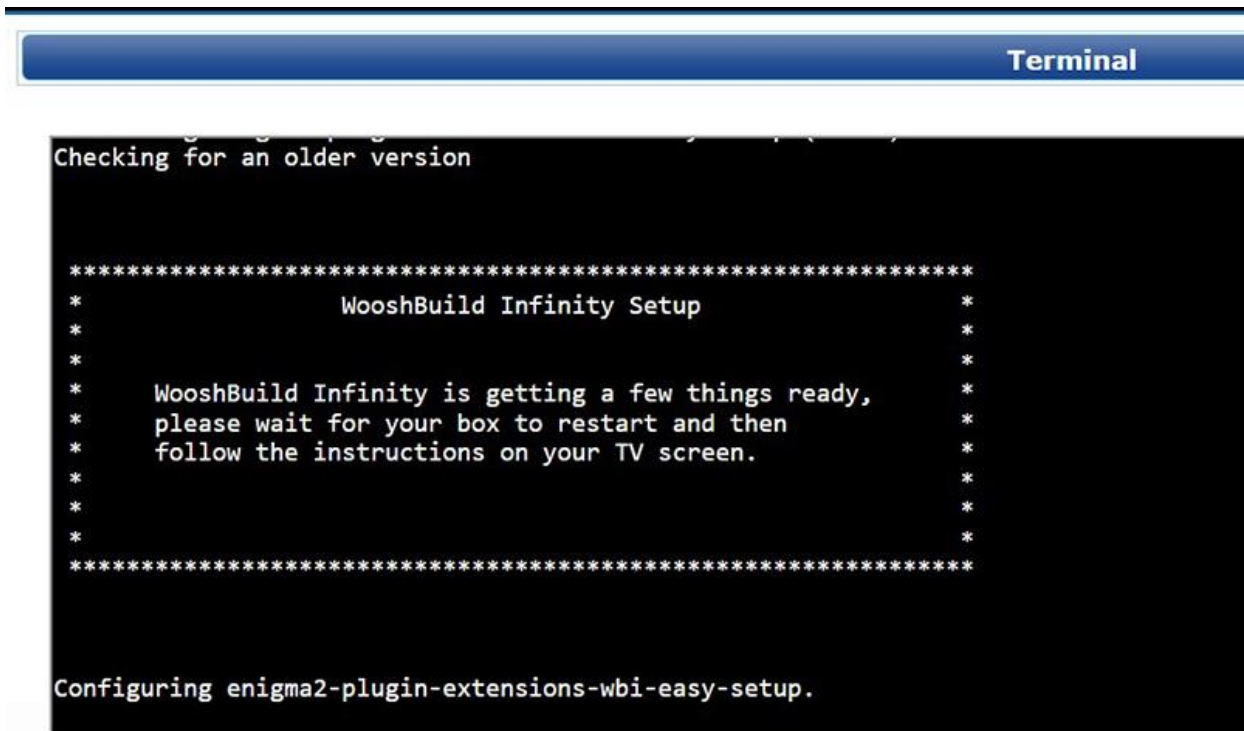 Terminal
Checking for an older version
***************************************************************
* WooshBuild Infinity Setup *
* *
* *
* WooshBuild Infinity is getting a few things ready, *
* please wait for your box to restart and then *
* follow the instructions on your TV screen. *
* *
* *
* *
***************************************************************
Configuring enigma2-plugin-extensions-wbi-easy-setup.